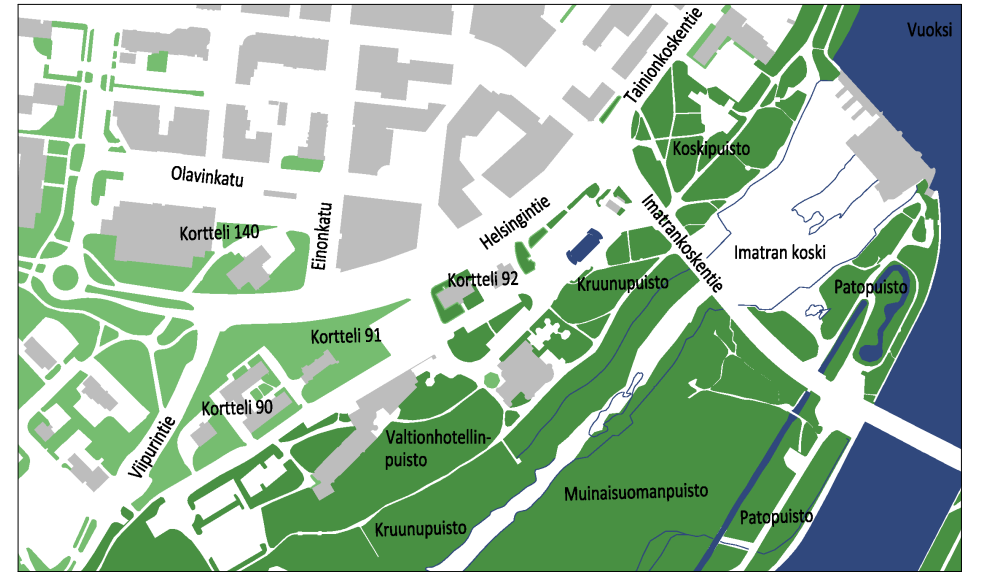 Vuoksi
Tainionkoskentie
Koskipuisto
Olavinkatu
Helsingintie
Imatrankoskentie
Einonkatu
Kortteli 140
Imatran koski
Kortteli 92
Kruunupuisto
Patopuisto
Kortteli 91
Kortteli 90
Viipurintie
Valtionhotellin-
puisto
Muinaisuomanpuisto
Kruunupuisto
Patopuisto